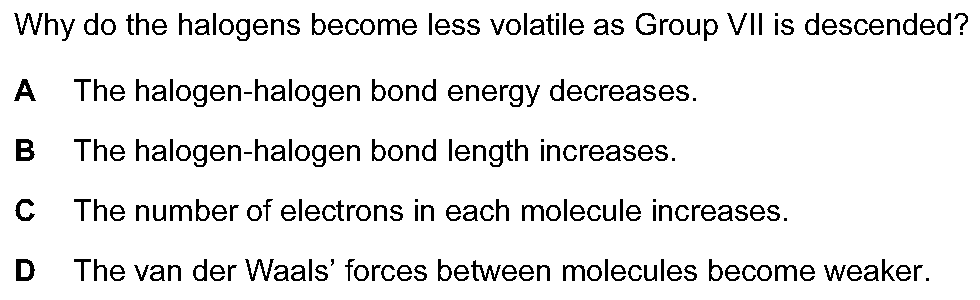 Why do the halogens become less volatile as Group VII is descended?
A The halogen-halogen bond energy decreases.
B The halogen-halogen bond length increases.
C The number of electrons in each molecule increases.
D The van der Waals’ forces between molecules become weaker.